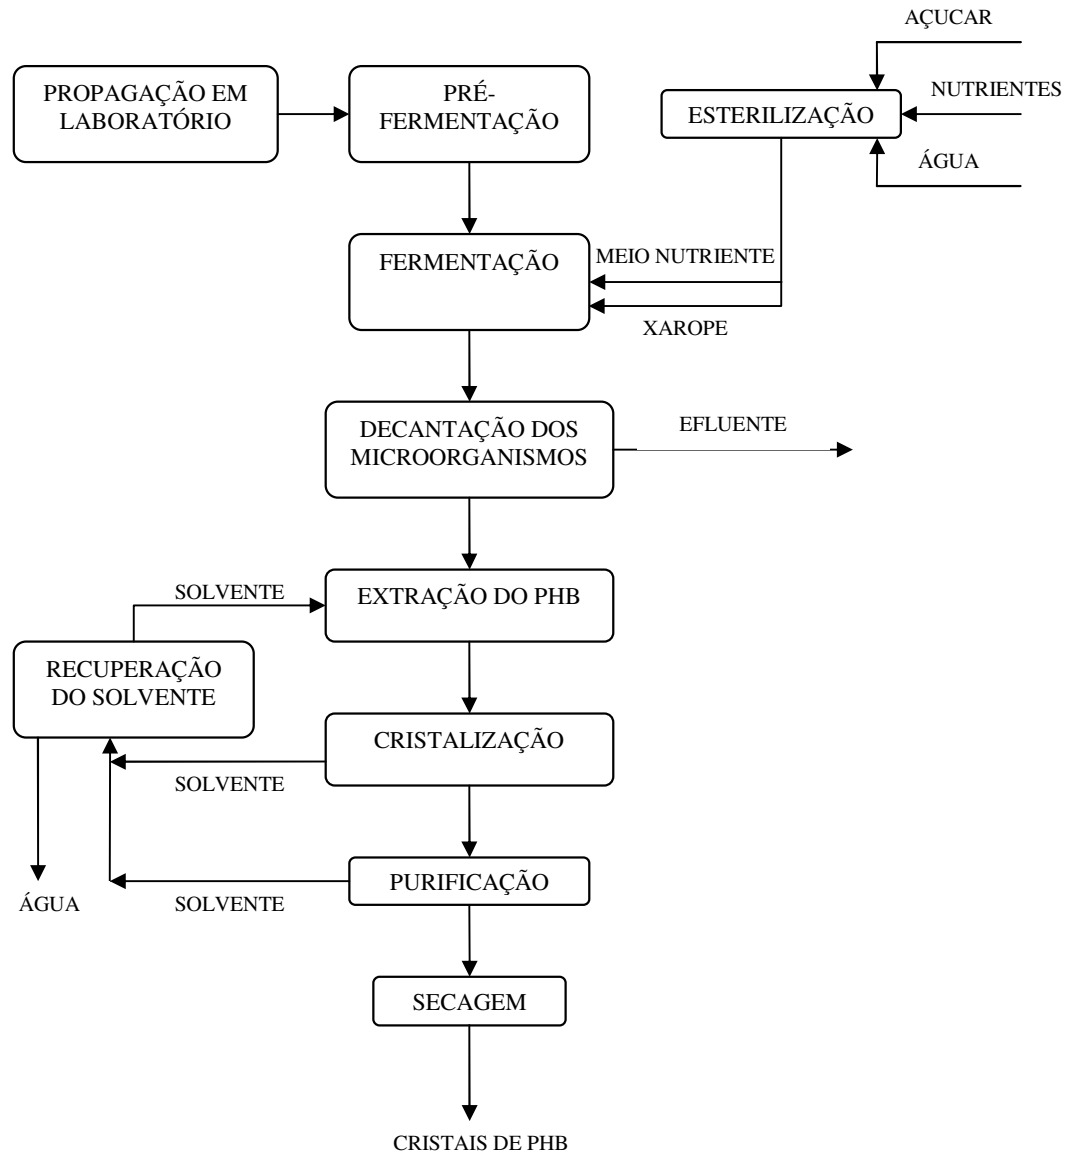 AÇUCAR
PROPAGAÇÃO EM
LABORATÓRIO
PRÉ-
FERMENTAÇÃO
NUTRIENTES
ESTERILIZAÇÃO
ÁGUA
FERMENTAÇÃO
MEIO NUTRIENTE
XAROPE
DECANTAÇÃO DOS
MICROORGANISMOS
EFLUENTE
SOLVENTE
EXTRAÇÃO DO PHB
RECUPERAÇÃO
DO SOLVENTE
CRISTALIZAÇÃO
SOLVENTE
PURIFICAÇÃO
ÁGUA
SOLVENTE
SECAGEM
CRISTAIS DE PHB